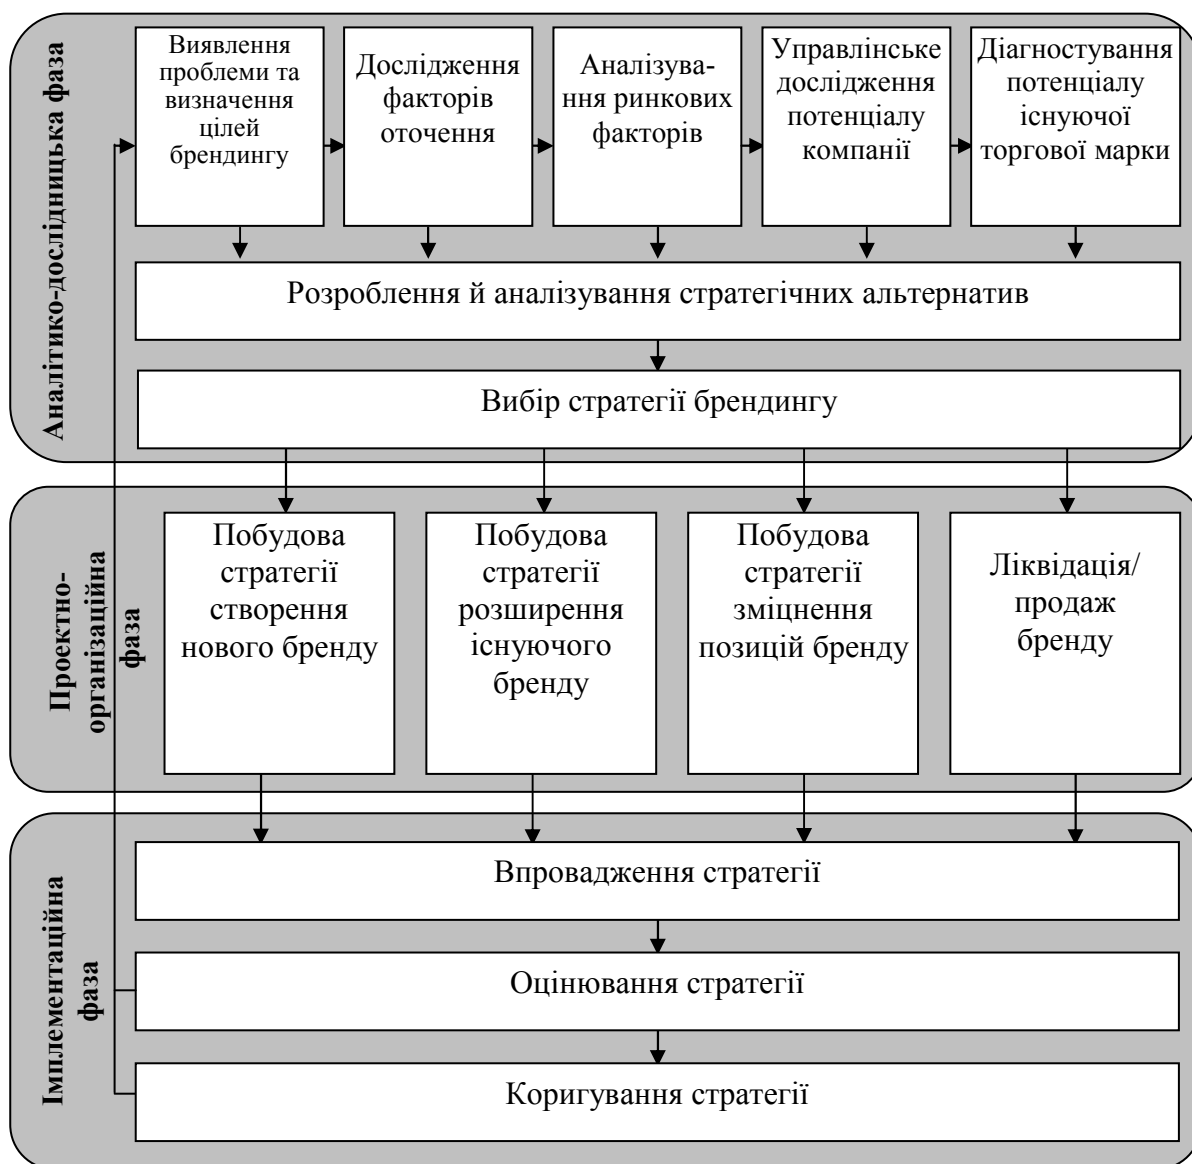 Аналітико-дослідницька фаза
Виявлення
проблеми та
визначення
цілей
брендингу
Дослідження
факторів
оточення
Аналізува-
ння ринкових
факторів
Управлінське
дослідження
потенціалу
компанії
Діагностування
потенціалу
існуючої
торгової марки
Розроблення й аналізування стратегічних альтернатив
Вибір стратегії брендингу
Проектно-
організаційна
фаза
Побудова
стратегії
створення
нового бренду
Побудова
стратегії
розширення
існуючого
бренду
Побудова
стратегії
зміцнення
позицій бренду
Ліквідація/
продаж
бренду
Імплементаційна
фаза
Впровадження стратегії
Оцінювання стратегії
Коригування стратегії